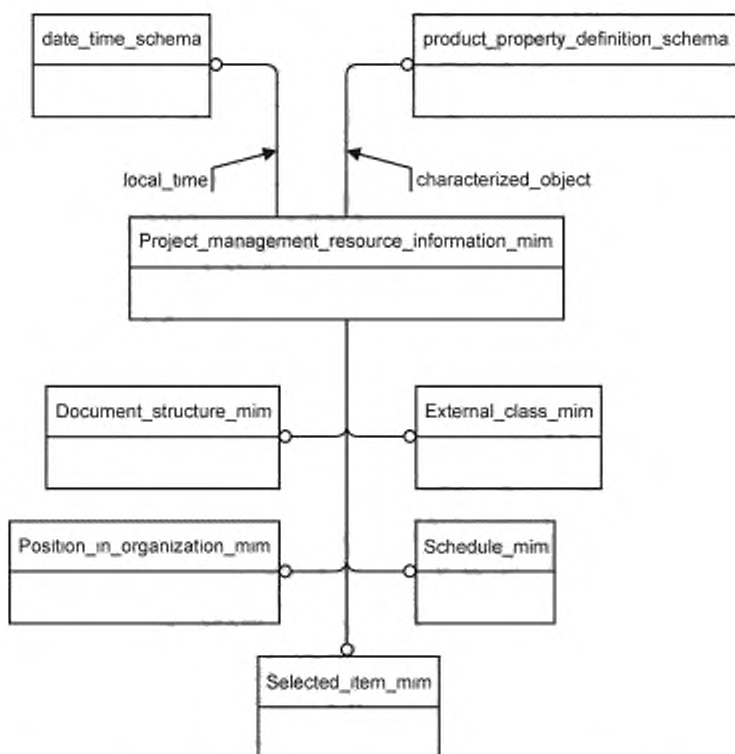 date_time_schema
product_property_definition_schema
local_time
characterized_object
Project_management_resource_information_mim
Document_structure_mim
External_class_mim
Position_in_organization_mim
Schedule_mim
Selected_item_mim